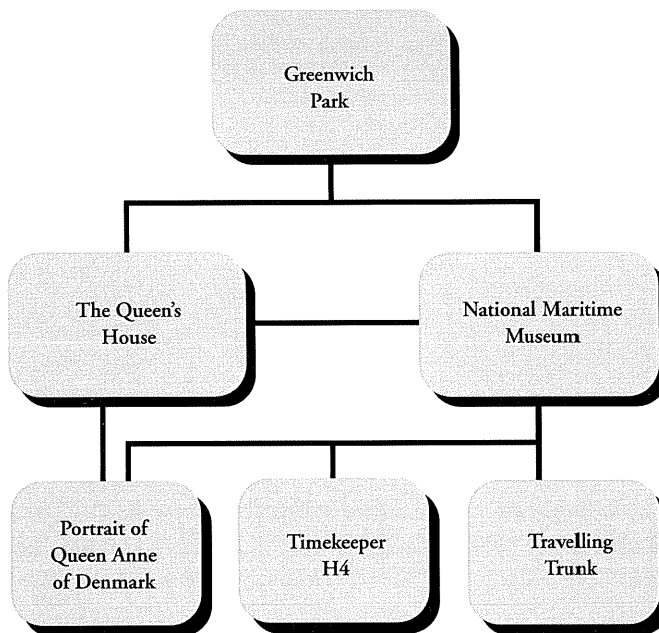 Greenwich
Park
The Queen's
House
National Maritime
Museum
Portrait of
Queen Anne
of Denmark
Timekeeper
H4
Travelling
Trunk